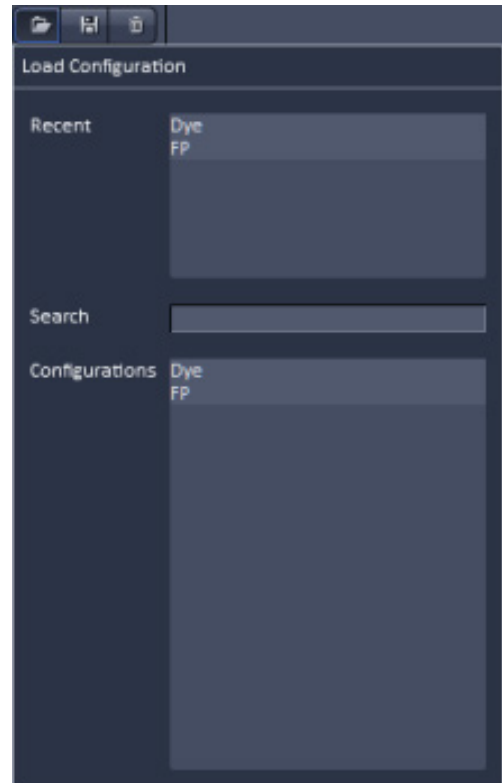 Load Configuration
Recent
Dye
FP
Search
Configurations
Dye
FP